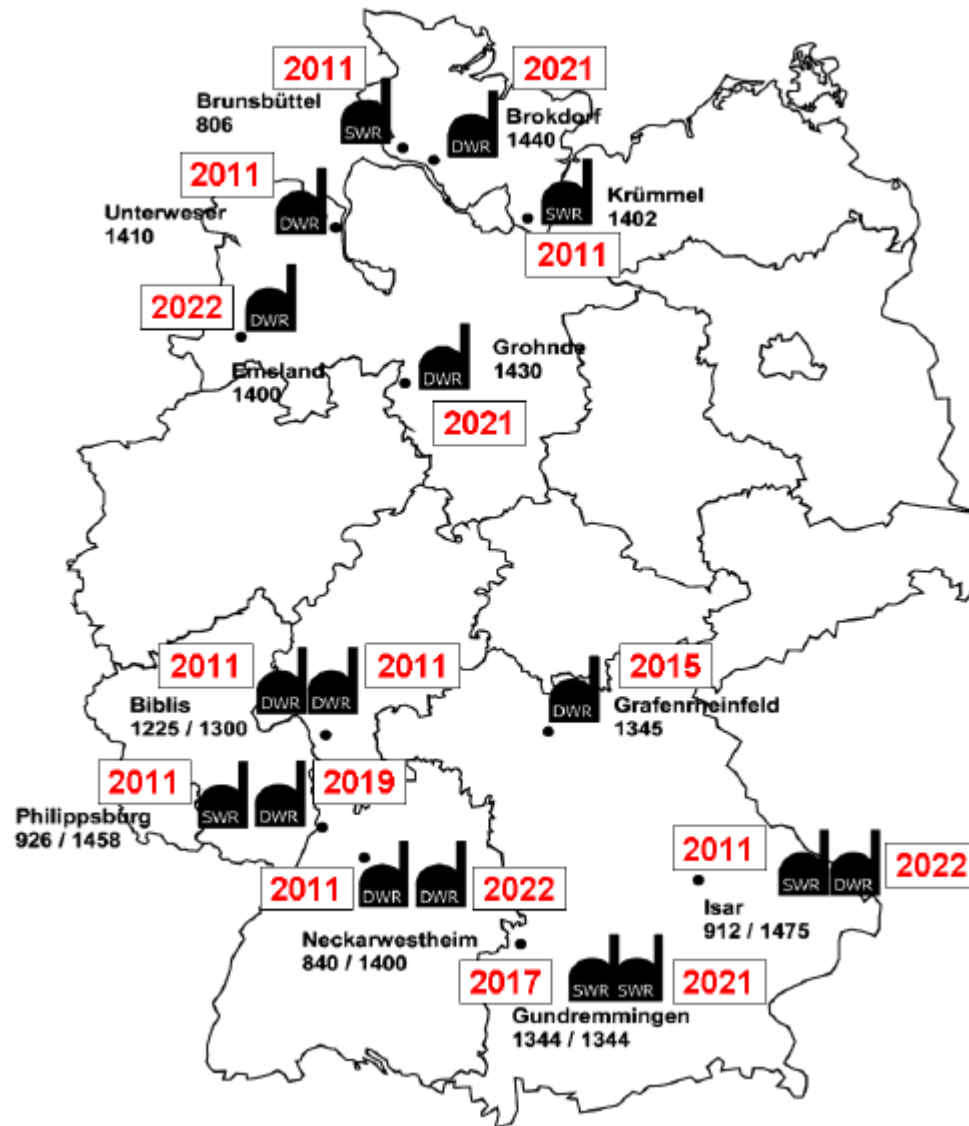 2011
2021
Brunsbüttel
806
SWR
DWR
Brokdorf
1440
2011
Unterweser
1410
DWR
SWR
Krümmel
1402
2011
2022
DWR
Emsland
1400
DWR
Grohnde
1430
2021
2011
DWR
DWR
2011
Biblis
1225 / 1300
2015
DWR
Grafenrheinfeld
1345
2011
SWR
DWR
2019
Philippsburg
926 / 1458
2011
DWR
DWR
2022
Neckarwestheim
840 / 1400
2011
SWR
DWR
2022
Isar
912 / 1475
2017
SWR
SWR
2021
Gundremmingen
1344 / 1344